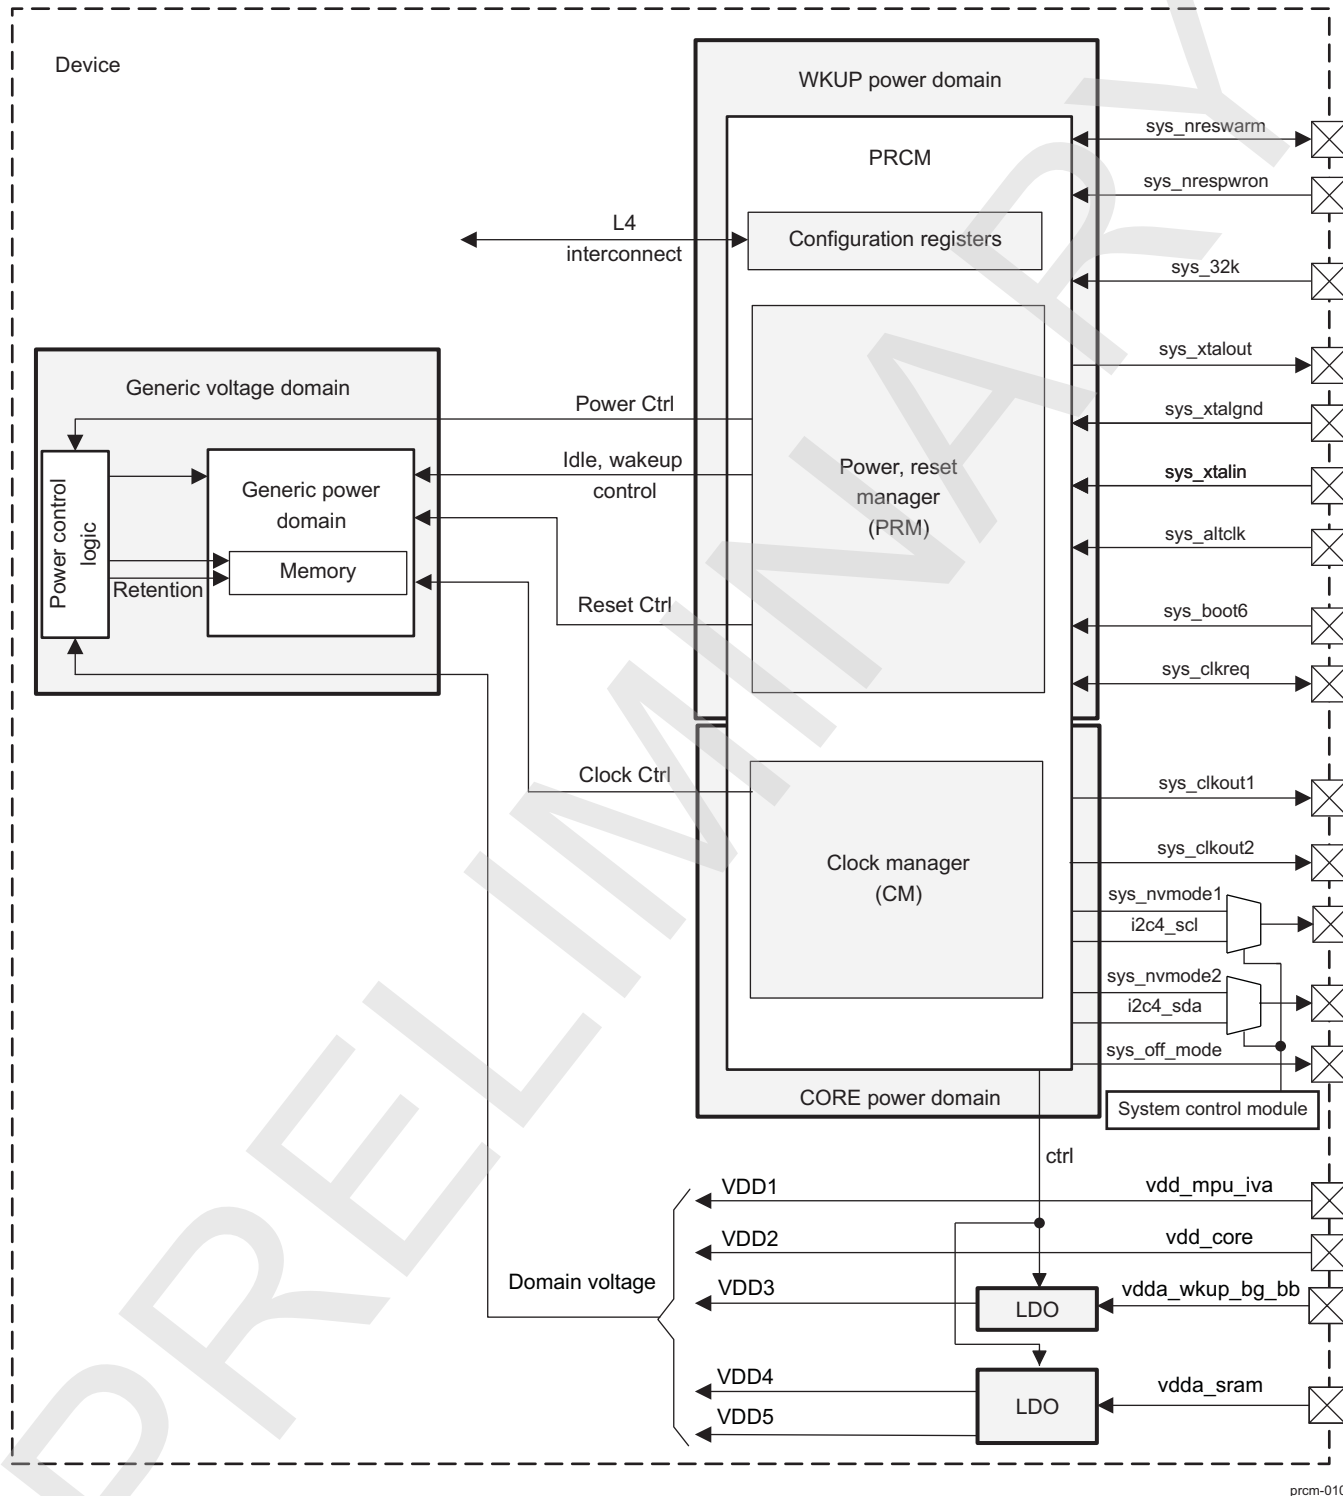 Device
WKUP power domain
PRCM
sys_nreswarm
sys_nrespwron
L4
interconnect
Configuration registers
sys_32k
sys_xtalout
Generic voltage domain
Power Ctrl
sys_xtalgnd
Idle, wakeup
control
Power, reset
manager
(PRM)
sys_xtalin
Generic power
domain
Power control
logic
sys_altclk
Memory
Retention
Reset Ctrl
sys_boot6
sys_clkreq
Clock Ctrl
sys_clkout1
Clock manager
(CM)
sys_clkout2
sys_nvmode1
i2c4_scl
sys_nvmode2
i2c4_sda
sys_off_mode
CORE power domain
System control module
ctrl
VDD1
vdd_mpu_iva
VDD2
vdd_core
Domain voltage
VDD3
LDO
vdda_wkup_bg_bb
VDD4
VDD5
LDO
vdda_sram
prcm-010
PRELIMINARY